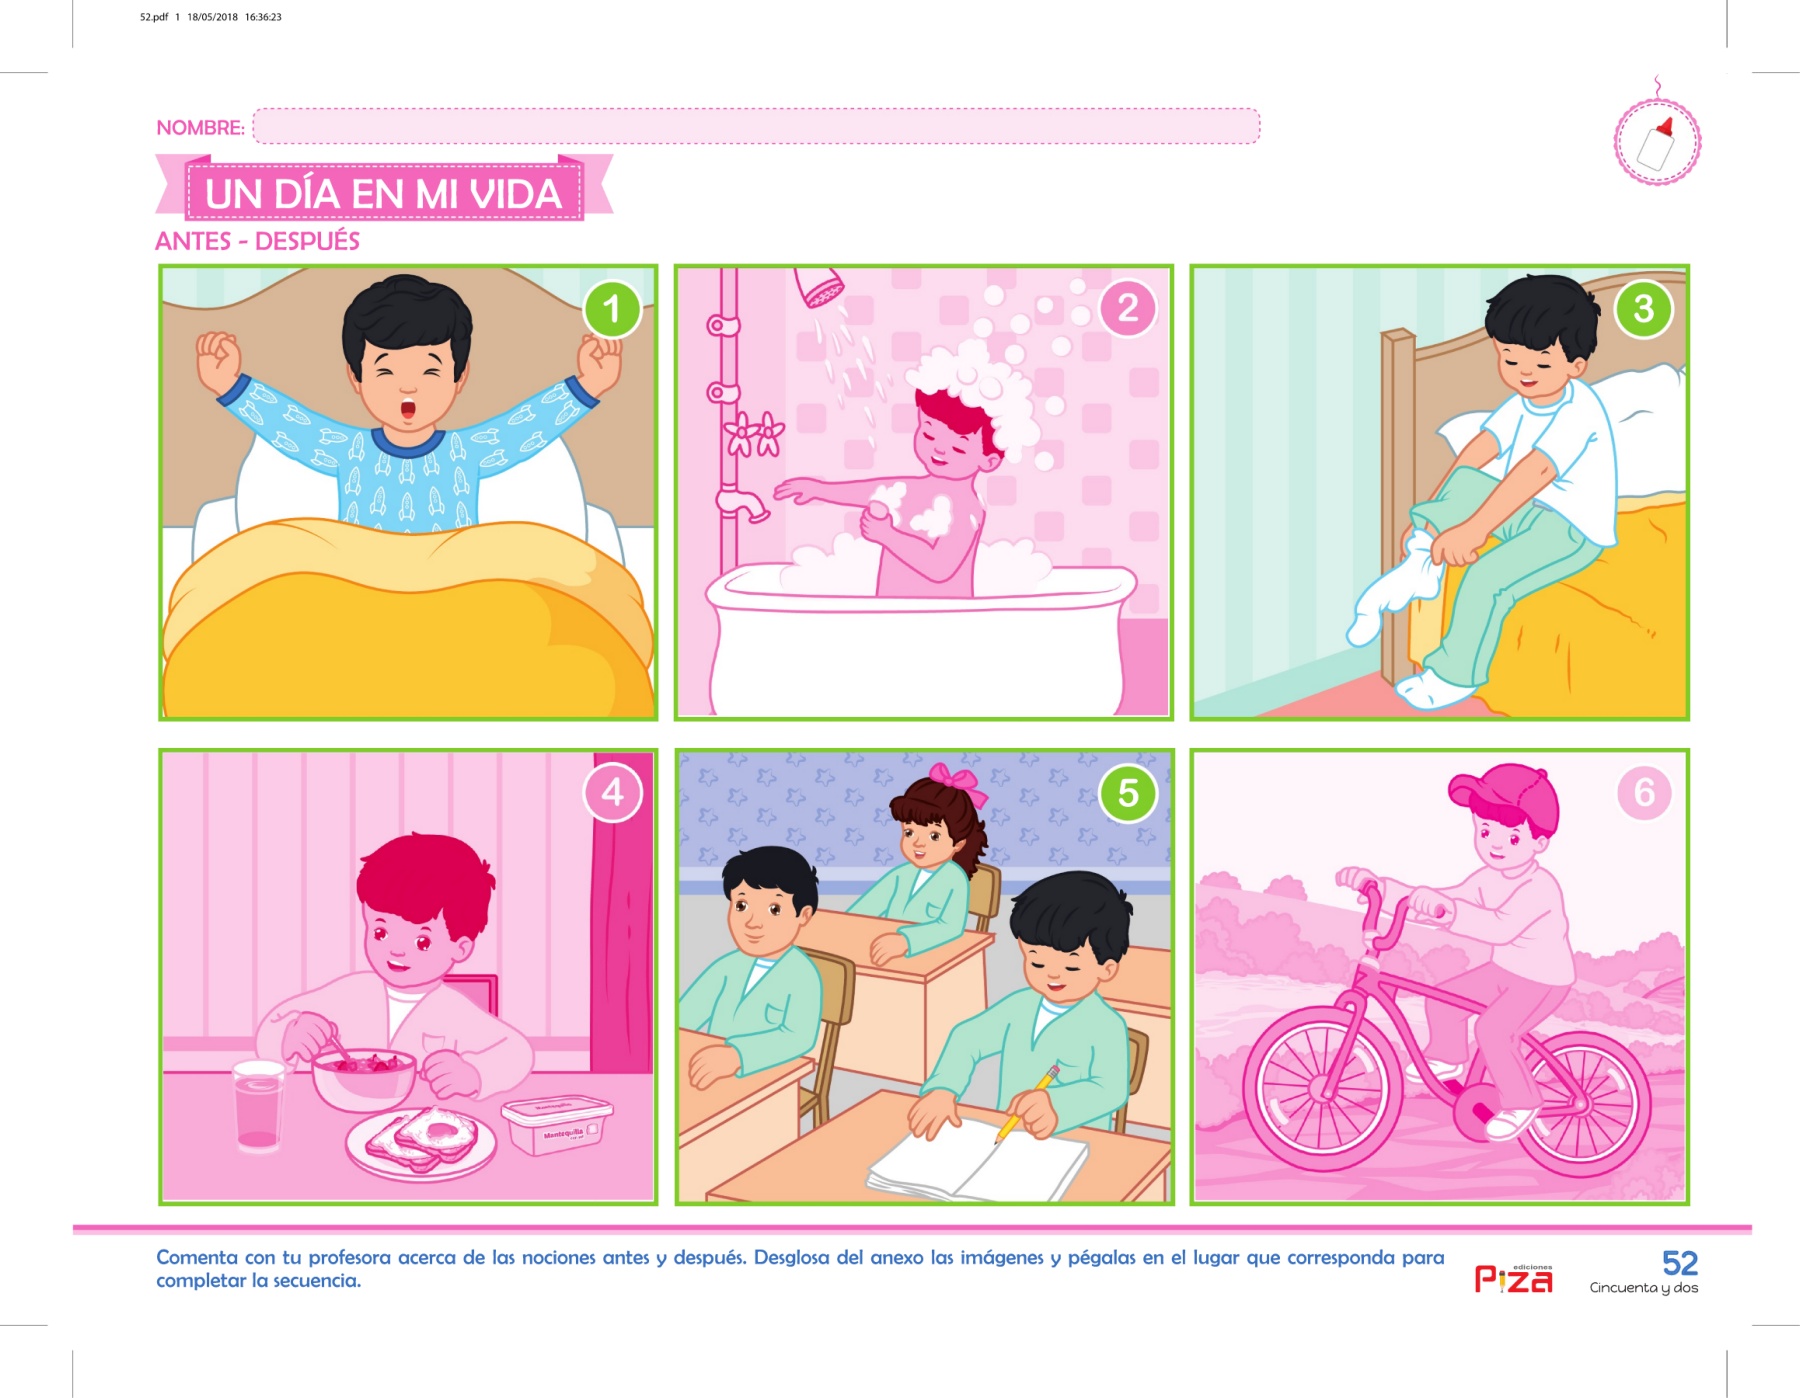 52.pdf 1 18/05/2018 16:36:23
NOMBRE:
UN DÍA EN MI VIDA
ANTES - DESPUÉS
1
2
3
4
5
6
Mantequilla
Mantequilla
Comenta con tu profesora acerca de las nociones antes y después. Desglosa del anexo las imágenes y pégalas en el lugar que corresponda para
completar la secuencia.
ediciones
Piza
52
Cincuenta y dos